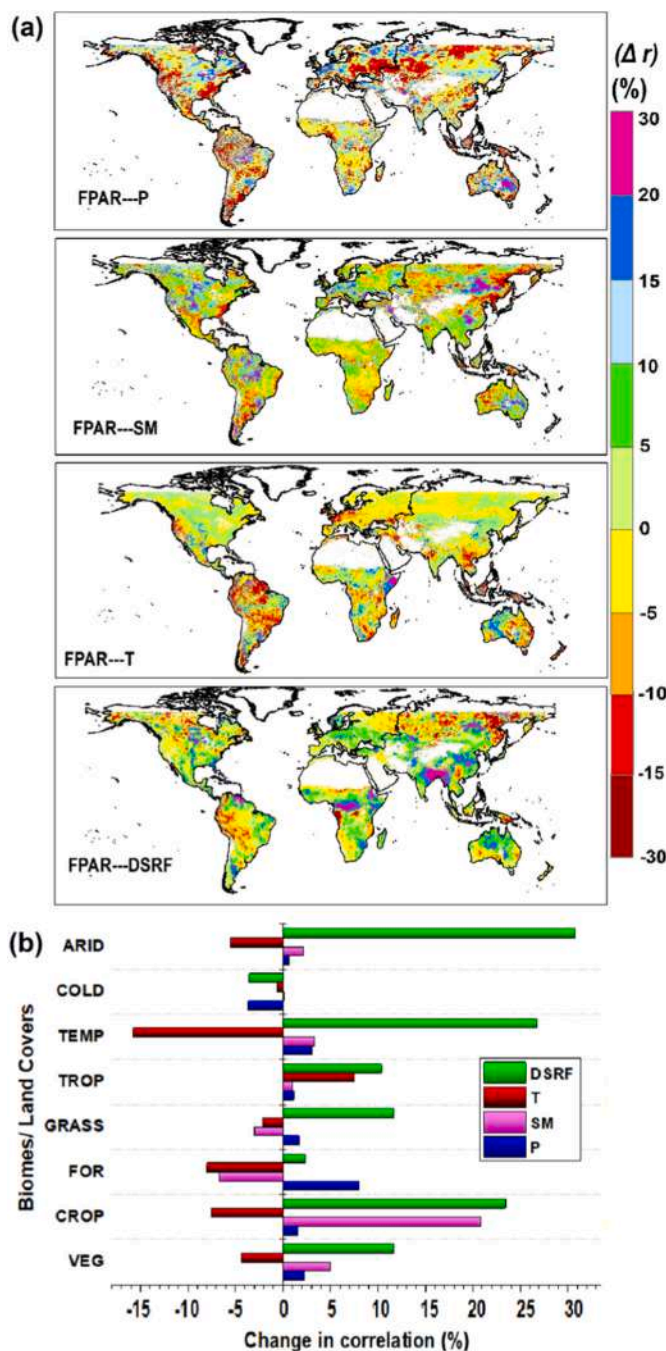 (a)
(Δ r)
(%)
30
20
15
10
5
0
-5
-10
-15
-30
FPAR---P
FPAR---SM
FPAR---T
FPAR---DSRF
(b)
Biomes/ Land Covers
ARID
COLD
TEMP
TROP
GRASS
FOR
CROP
VEG
DSRF
T
SM
P
-15 -10 -5 0 5 10 15 20 25 30
Change in correlation (%)